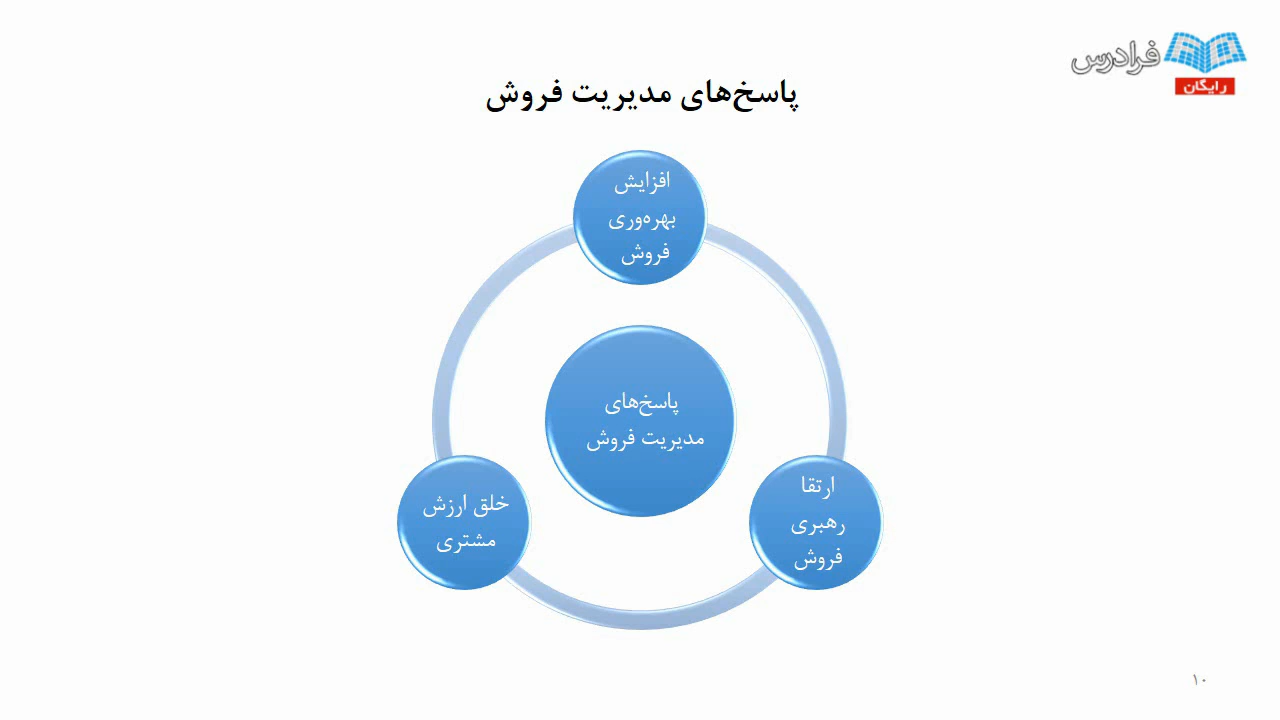 فرادرس
رایگان
پاسخ‌های مدیریت فروش
افزایش
بهره‌وری
فروش
پاسخ‌های
مدیریت فروش
ارتقا
رهبری
فروش
خلق ارزش
مشتری
۱۰